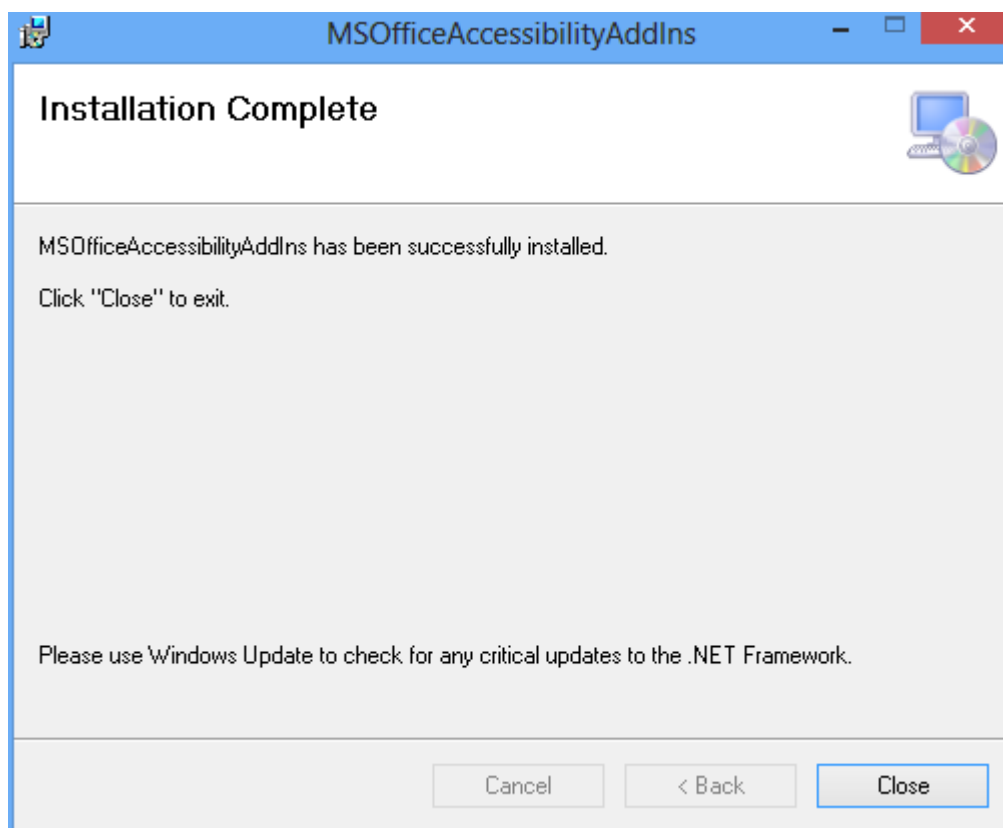 MSOfficeAccessibilityAddIns
Installation Complete
MSOfficeAccessibilityAddIns has been successfully installed.
Click "Close" to exit.
Please use Windows Update to check for any critical updates to the .NET Framework.
Cancel
< Back
Close